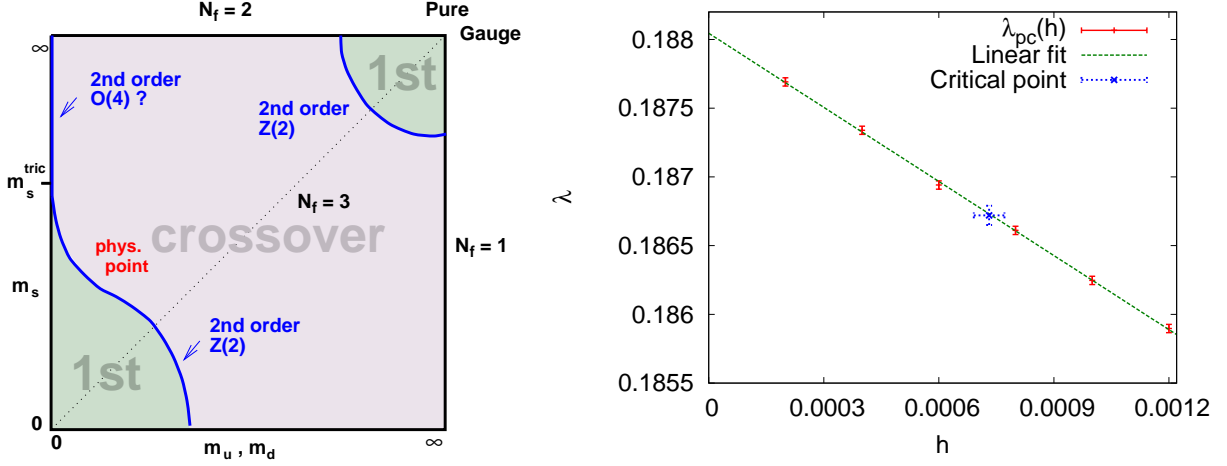 N_f = 2
Pure
Gauge
∞
1st
2nd order
O(4) ?
2nd order
Z(2)
m_s^tric
N_f = 3
crossover
phys.
point
N_f = 1
m_s
2nd order
Z(2)
1st
0
0
m_u , m_d
∞
λ_pc(h)
Linear fit
Critical point
0.188
0.1875
0.187
0.1865
0.186
0.1855
λ
0
0.0003
0.0006
0.0009
0.0012
h